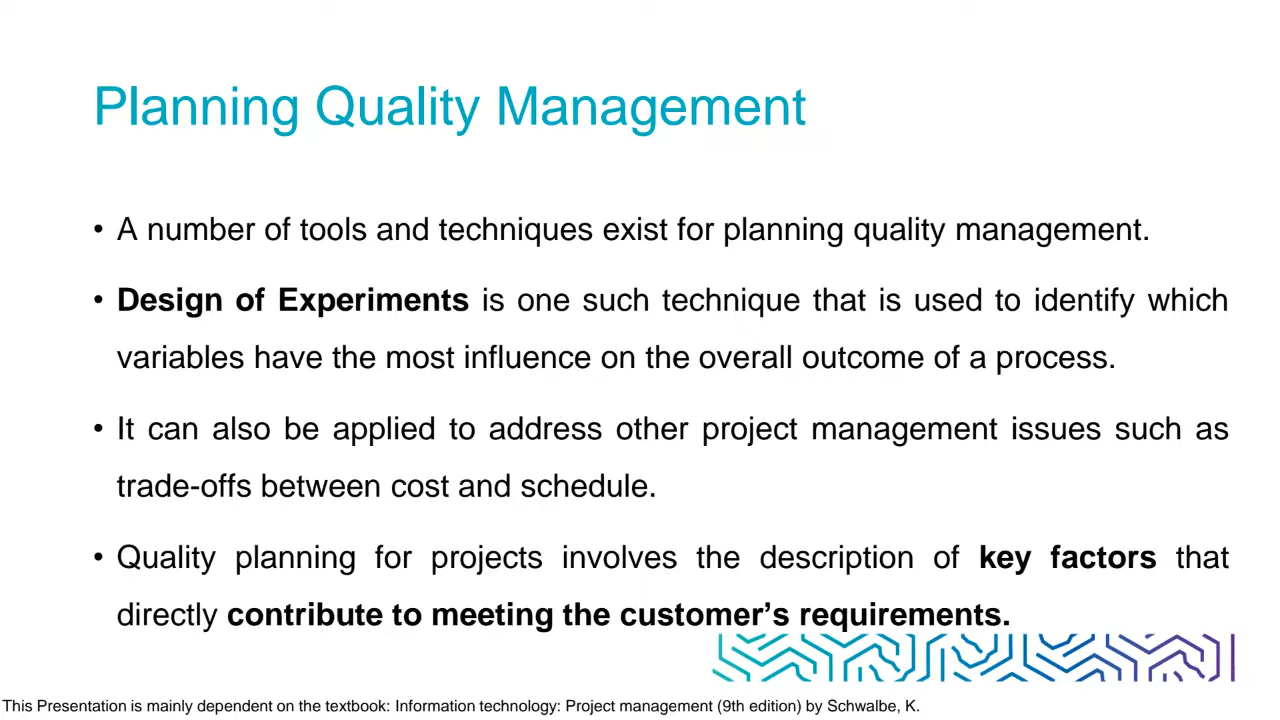 Planning Quality Management
• A number of tools and techniques exist for planning quality management.
• Design of Experiments is one such technique that is used to identify which
variables have the most influence on the overall outcome of a process.
• It can also be applied to address other project management issues such as
trade-offs between cost and schedule.
• Quality planning for projects involves the description of key factors that
directly contribute to meeting the customer’s requirements.
This Presentation is mainly dependent on the textbook: Information technology: Project management (9th edition) by Schwalbe, K.